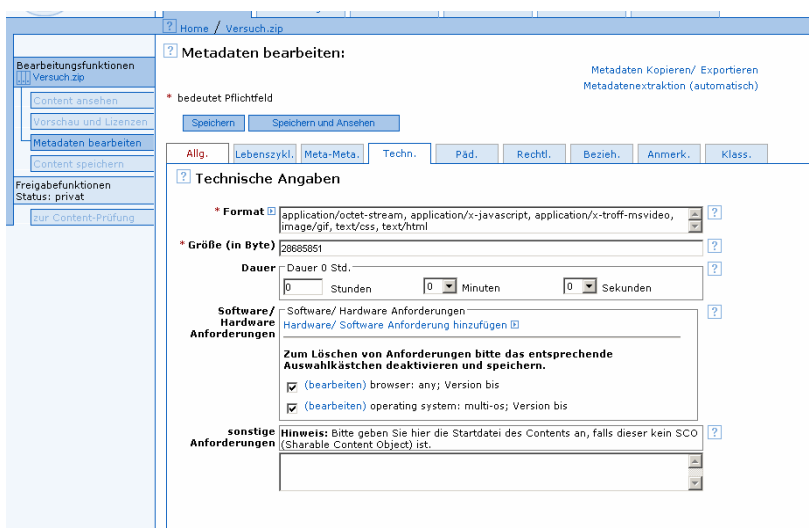 ? Home / Versuch.zip
? Metadaten bearbeiten:
Bearbeitungsfunktionen
Versuch.zip
Content ansehen
Vorschau und Lizenzen
Metadaten bearbeiten
Content speichern
Freigabefunktionen
Status: privat
zur Content-Prüfung
Metadaten Kopieren/ Exportieren
Metadatenextraktion (automatisch)
* bedeutet Pflichtfeld
Speichern Speichern und Ansehen
Allg. Lebenszykl. Meta-Meta. Techn. Päd. Rechtl. Bezieh. Anmerk. Klass.
? Technische Angaben
* Format application/octet-stream, application/x-javascript, application/x-troff-msvideo, ?
image/gif, text/css, text/html
* Größe (in Byte) 28685851 ?
Dauer Dauer 0 Std. ?
0 Stunden 0 Minuten 0 Sekunden
Software/ Software/ Hardware Anforderungen ?
Hardware Hardware/ Software Anforderung hinzufügen
Anforderungen
Zum Löschen von Anforderungen bitte das entsprechende
Auswahlkästchen deaktivieren und speichern.
(bearbeiten) browser: any; Version bis
(bearbeiten) operating system: multi-os; Version bis
sonstige Hinweis: Bitte geben Sie hier die Startdatei des Contents an, falls dieser kein SCO ?
Anforderungen (Sharable Content Object) ist.